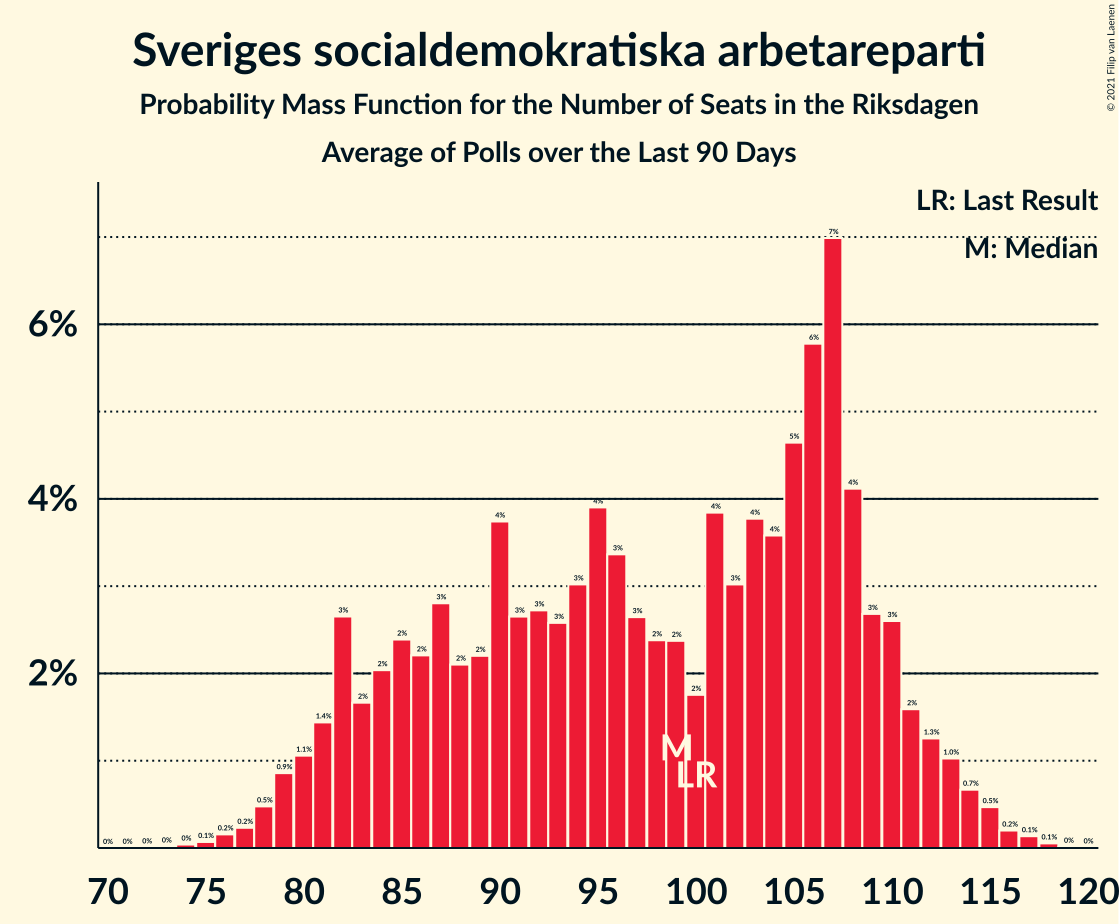 Sveriges socialdemokratiska arbetareparti
Probability Mass Function for the Number of Seats in the Riksdagen
Average of Polls over the Last 90 Days
© 2021 Filip van Laenen
LR: Last Result
M: Median
6%
4%
2%
0% 0% 0% 0% 0% 0.1% 0.2% 0.2% 0.5% 0.9% 1.1% 1.4% 3% 2% 2% 2% 2% 3% 2% 2% 4% 3% 3% 3% 3% 4% 3% 3% 2% 2% 2% 4% 3% 4% 4% 5% 6% 7% 4% 3% 3% 2% 1.3% 1.0% 0.7% 0.5% 0.2% 0.1% 0.1% 0% 0%
M
LR
70 75 80 85 90 95 100 105 110 115 120